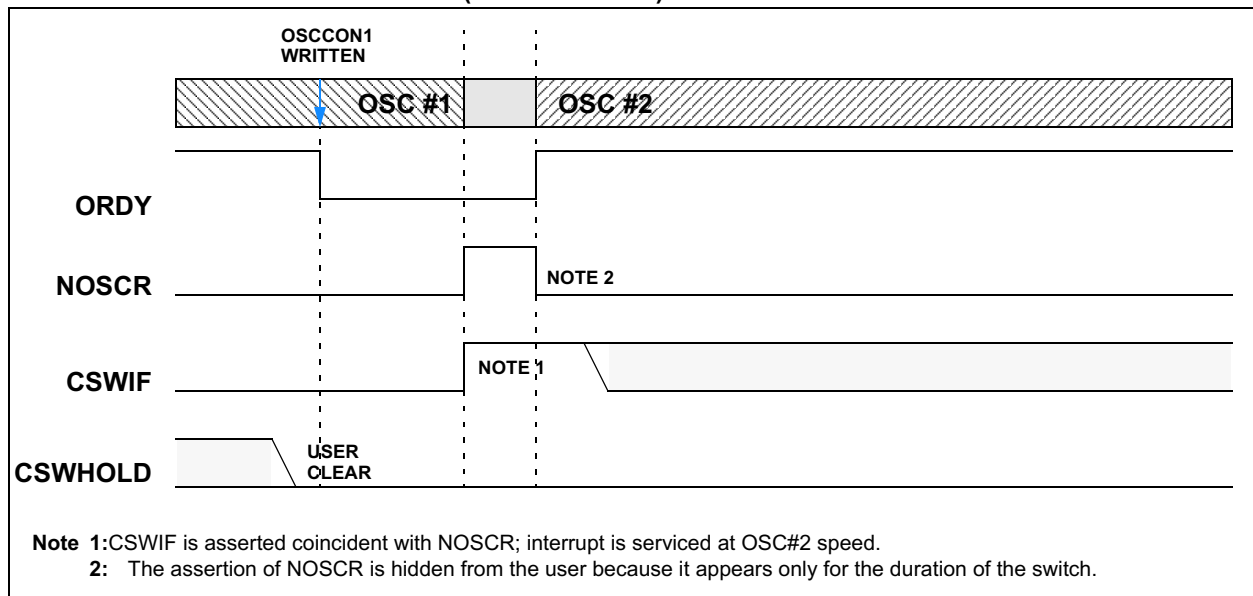 OSCCON1
WRITTEN
OSC #1
OSC #2
ORDY
NOSCR
NOTE 2
CSWIF
NOTE 1
CSWHOLD
USER
CLEAR
Note 1:CSWIF is asserted coincident with NOSCR; interrupt is serviced at OSC#2 speed.
2: The assertion of NOSCR is hidden from the user because it appears only for the duration of the switch.